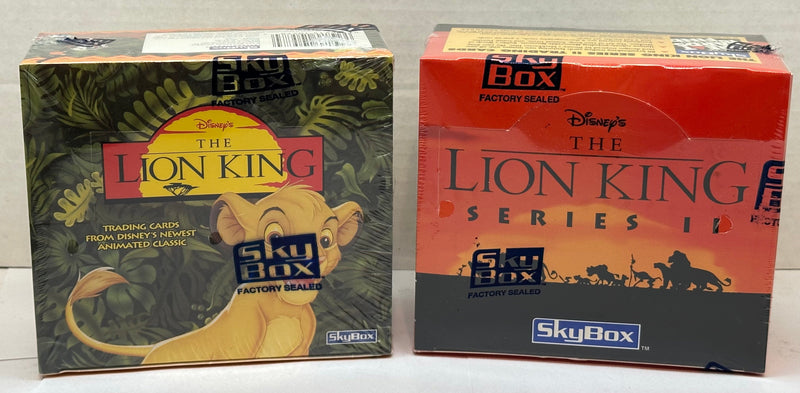 SKY
BOX
FACTORY SEALED
DISNEY'S
THE
LION KING
TRADING CARDS
FROM DISNEY'S NEWEST
ANIMATED CLASSIC
SKY
BOX
FACTORY SEALED
SkyBox
SKY
BOX
FACTORY SEALED
DISNEY'S
THE
LION KING
SERIES II
SKY
BOX
FACTORY SEALED
SkyBox TM